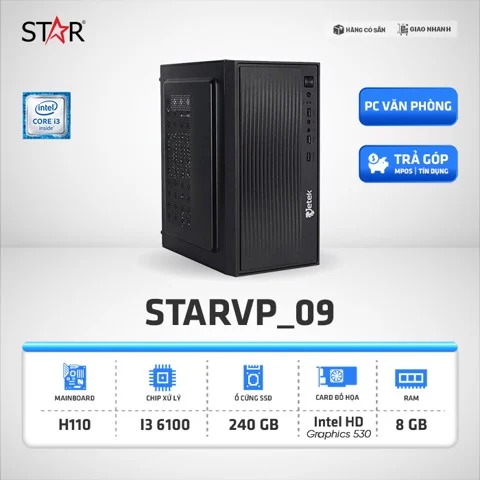 STAR
HÀNG CÓ SẴN
GIAO NHANH
intel
CORE i3
inside
PC VĂN PHÒNG
TRẢ GÓP
MPOS | TÍN DỤNG
Jetek
STARVP_09
MAINBOARD
H110
CHIP XỬ LÝ
I3 6100
Ổ CỨNG SSD
240 GB
CARD ĐỒ HỌA
Intel HD
Graphics 530
RAM
8 GB